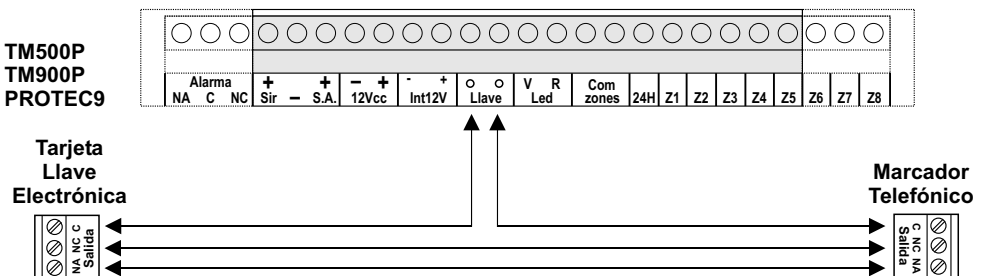 TM500P
TM900P
PROTEC9
Alarma
NA C NC
+ Sir − + S.A.
− + 12Vcc
- + Int12V
Llave
V R
Led
Com
zones
24H Z1 Z2 Z3 Z4 Z5 Z6 Z7 Z8
Tarjeta
Llave
Electrónica
NA NC C
Salida
Marcador
Telefónico
C NC NA
Salida